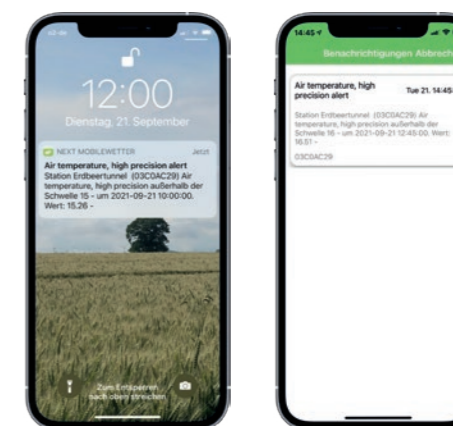 12:00
Dienstag, 21. September
NEXT MOBILEWETTER
Jetzt
Air temperature, high precision alert
Station Erdbeertunnel (03C0AC29) Air
temperature, high precision außerhalb der
Schwelle 15 - um 2021-09-21 10:00:00.
Wert: 15.26 -
Zum Entsperren
nach oben streichen
14:45
Benachrichtigungen Abbrech
Air temperature, high
precision alert
Tue 21. 14:45
Station Erdbeertunnel (03C0AC29) Air
temperature, high precision außerhalb der
Schwelle 16 - um 2021-09-21 12:45:00. Wert:
16.51 -
03C0AC29